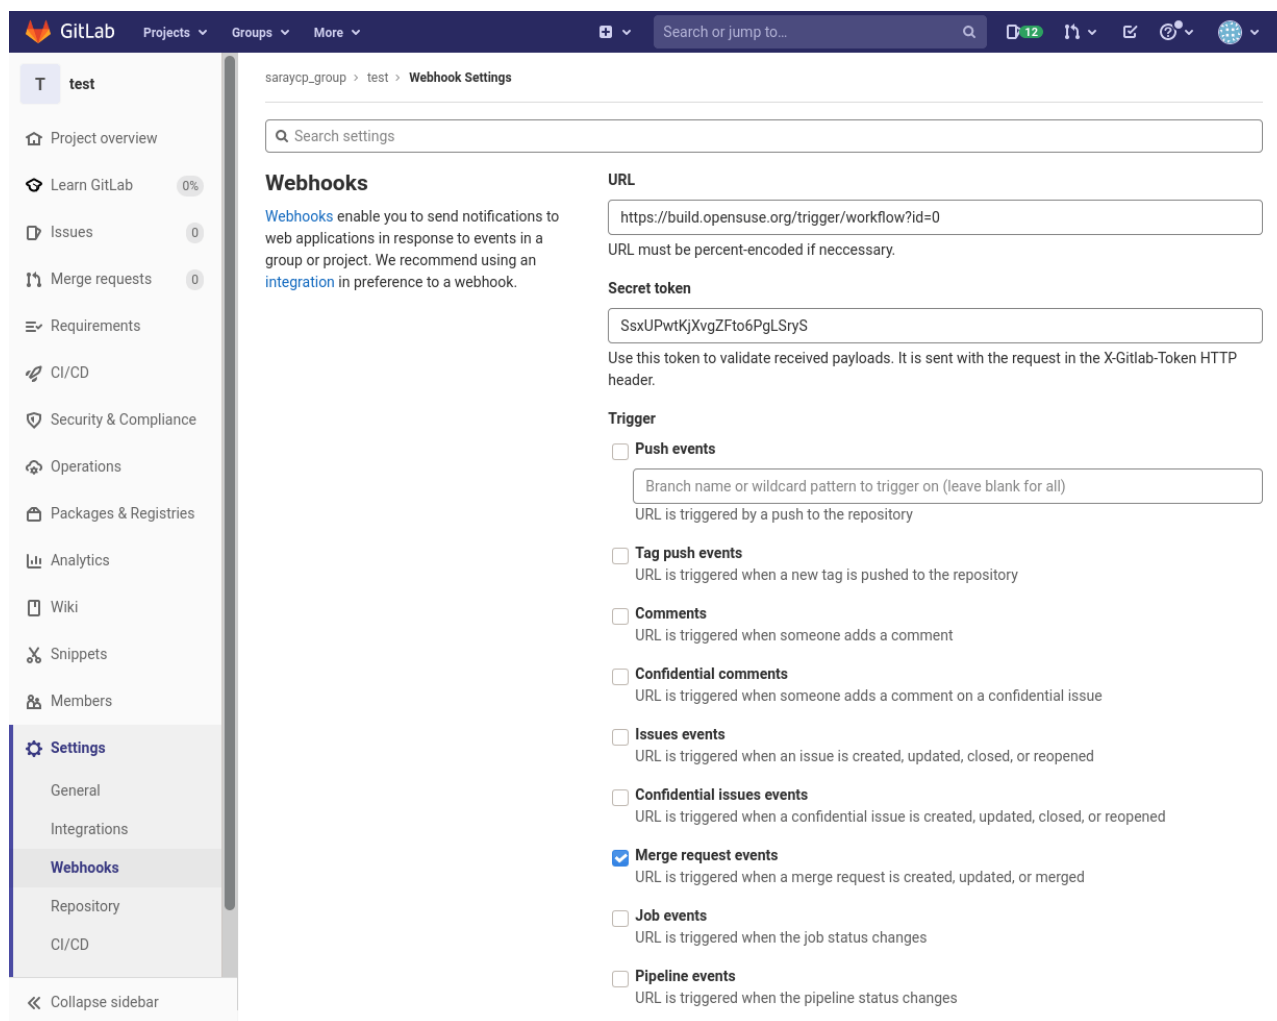 GitLab Projects Groups More Search or jump to... 12
T test
Project overview
Learn GitLab 0%
Issues 0
Merge requests 0
Requirements
CI/CD
Security & Compliance
Operations
Packages & Registries
Analytics
Wiki
Snippets
Members
Settings
General
Integrations
Webhooks
Repository
CI/CD
Collapse sidebar
saraycp_group > test > Webhook Settings
Search settings
Webhooks
Webhooks enable you to send notifications to
web applications in response to events in a
group or project. We recommend using an
integration in preference to a webhook.
URL
https://build.opensuse.org/trigger/workflow?id=0
URL must be percent-encoded if neccessary.
Secret token
SsxUPwtKjXvgZFto6PgLSryS
Use this token to validate received payloads. It is sent with the request in the X-Gitlab-Token HTTP
header.
Trigger
Push events
Branch name or wildcard pattern to trigger on (leave blank for all)
URL is triggered by a push to the repository
Tag push events
URL is triggered when a new tag is pushed to the repository
Comments
URL is triggered when someone adds a comment
Confidential comments
URL is triggered when someone adds a comment on a confidential issue
Issues events
URL is triggered when an issue is created, updated, closed, or reopened
Confidential issues events
URL is triggered when a confidential issue is created, updated, closed, or reopened
Merge request events
URL is triggered when a merge request is created, updated, or merged
Job events
URL is triggered when the job status changes
Pipeline events
URL is triggered when the pipeline status changes